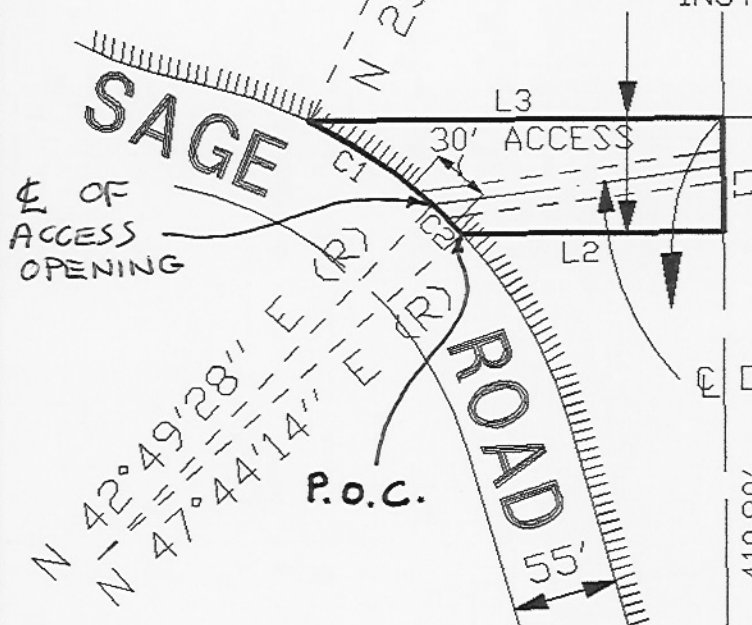 L3
30' ACCESS
SAGE
C1
℄ OF
ACCESS
OPENING
C2
L2
(R)
(R)
N 42°49'28" E
N 47°44'14" E
℄
ROAD
P.O.C.
55'